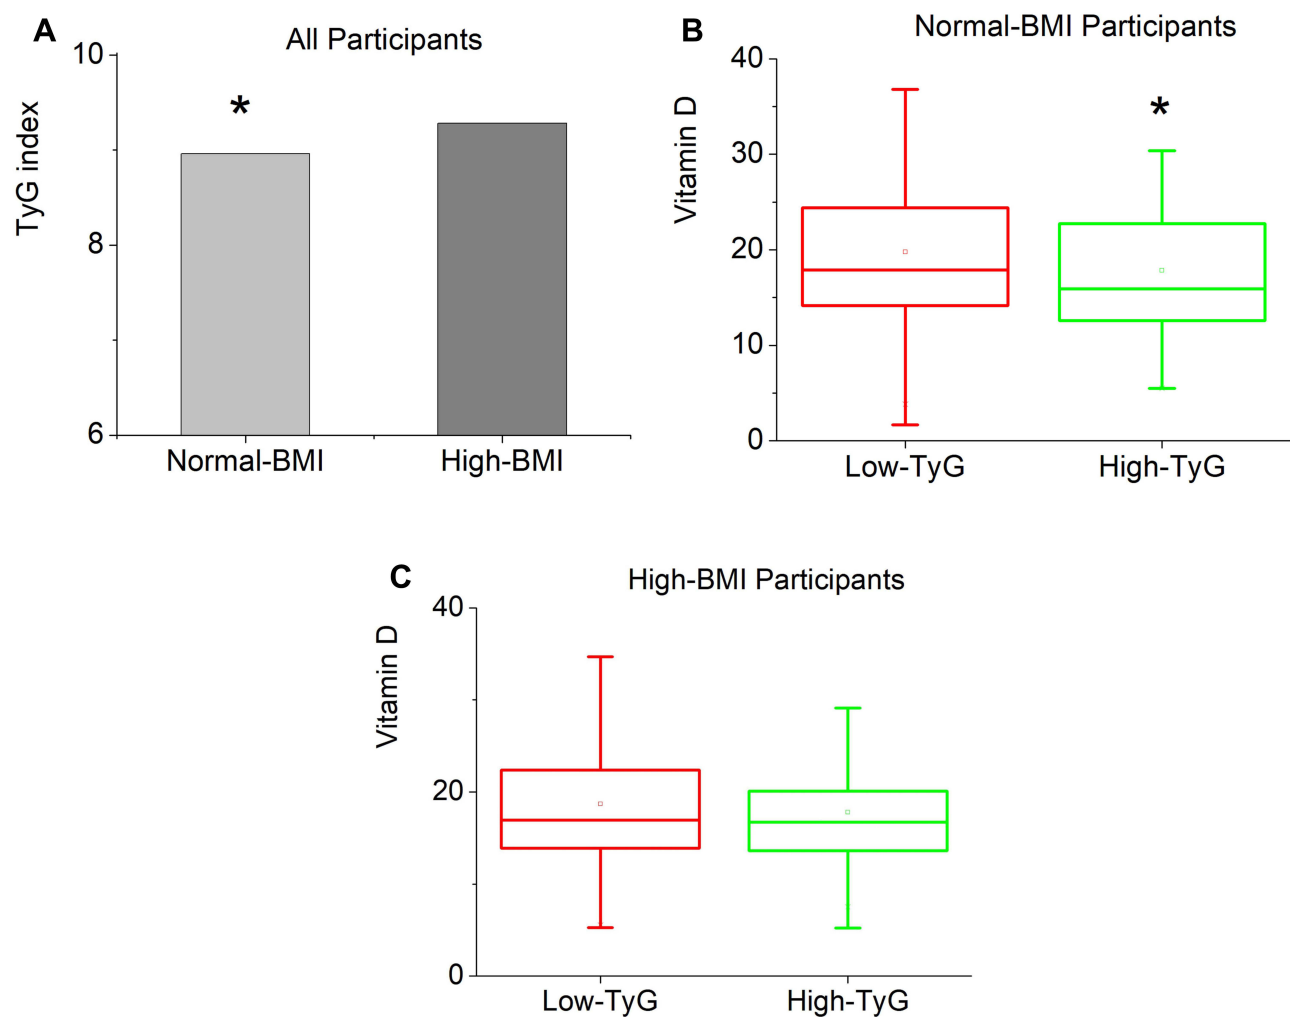 A
All Participants
TyG index
10
8
6
*
Normal-BMI
High-BMI
B
Normal-BMI Participants
Vitamin D
40
30
20
10
0
*
Low-TyG
High-TyG
C
High-BMI Participants
Vitamin D
40
20
0
Low-TyG
High-TyG